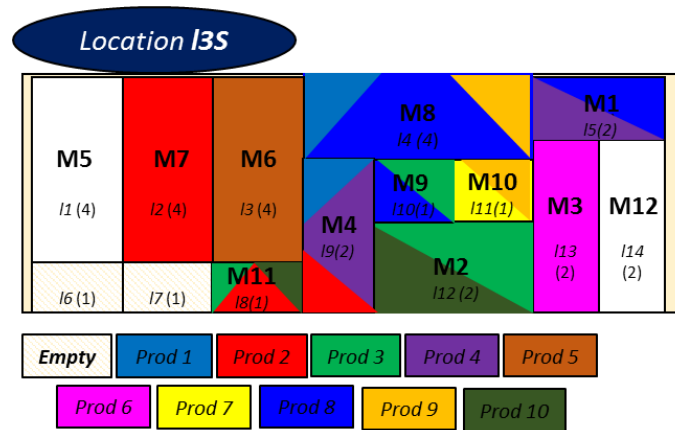 Location l3S
M5
l1 (4)
M7
l2 (4)
M6
l3 (4)
M8
l4 (4)
M1
l5(2)
M9
l10(1)
M10
l11(1)
M4
l9(2)
M3
l13
(2)
M12
l14
(2)
M2
l12 (2)
l6 (1)
l7 (1)
M11
l8(1)
Empty Prod 1 Prod 2 Prod 3 Prod 4 Prod 5
Prod 6 Prod 7 Prod 8 Prod 9 Prod 10